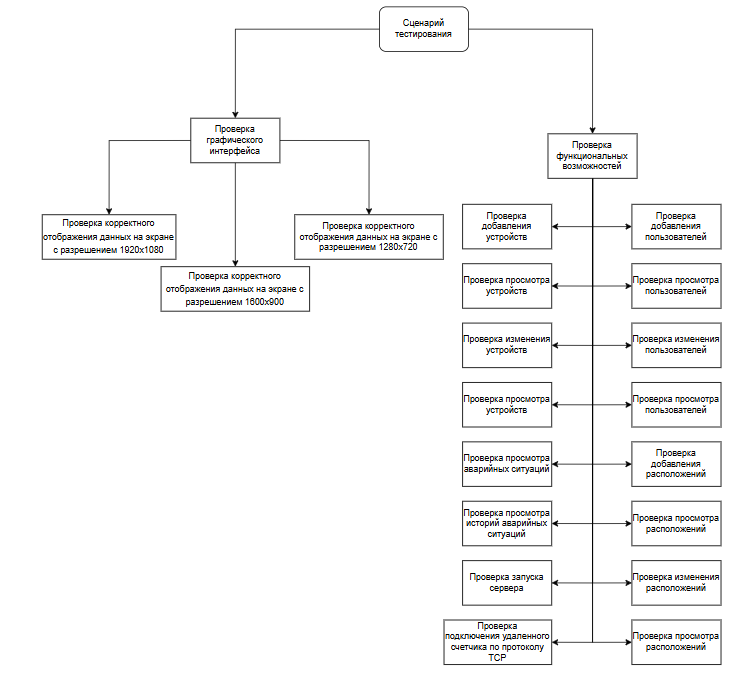 Сценарий
тестирования
Проверка
графического
интерфейса
Проверка
функциональных
возможностей
Проверка корректного
отображения данных на экране
с разрешением 1920x1080
Проверка корректного
отображения данных на экране с
разрешением 1280x720
Проверка корректного
отображения данных на экране с
разрешением 1600x900
Проверка
добавления
устройств
Проверка
добавления
пользователей
Проверка просмотра
устройств
Проверка просмотра
пользователей
Проверка изменения
устройств
Проверка изменения
пользователей
Проверка просмотра
устройств
Проверка просмотра
пользователей
Проверка просмотра
аварийных ситуаций
Проверка
добавления
расположений
Проверка просмотра
историй аварийных
ситуаций
Проверка просмотра
расположений
Проверка запуска
сервера
Проверка изменения
расположений
Проверка
подключения удаленного
счетчика по протоколу
TCP
Проверка просмотра
расположений